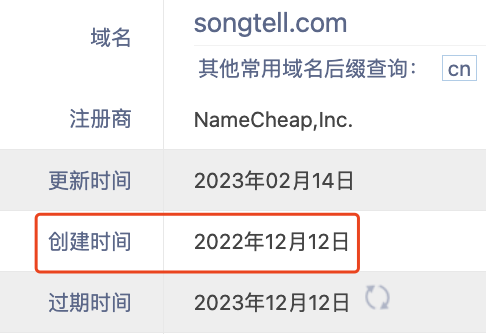 域名 songtell.com
其他常用域名后缀查询： cn
注册商 NameCheap,Inc.
更新时间 2023年02月14日
创建时间 2022年12月12日
过期时间 2023年12月12日